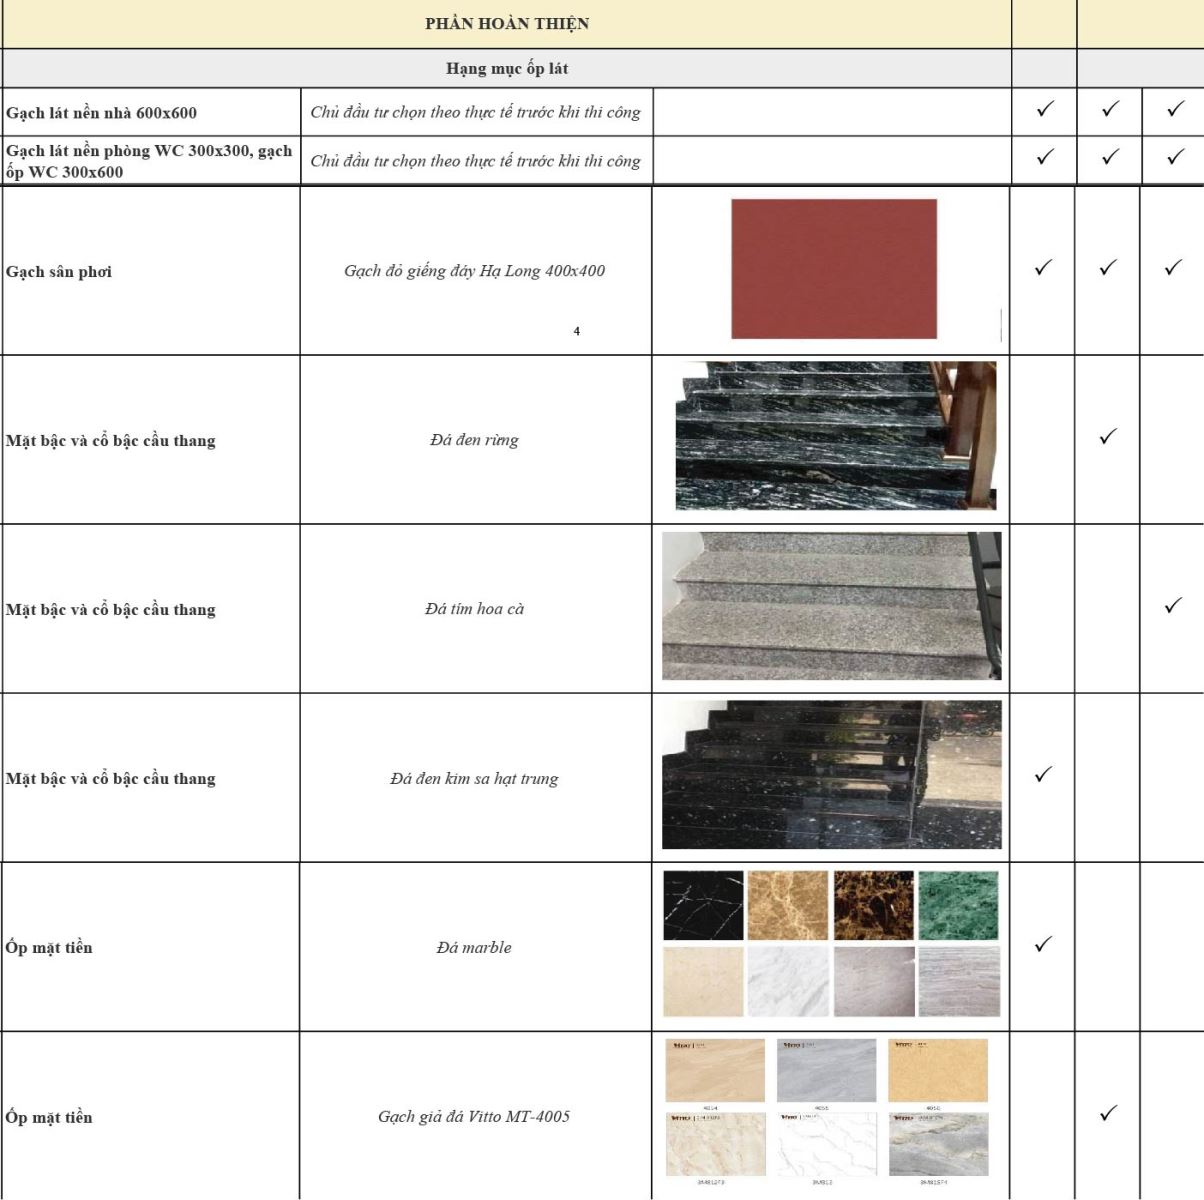 PHẦN HOÀN THIỆN
Hạng mục ốp lát
Gạch lát nền nhà 600x600
Chủ đầu tư chọn theo thực tế trước khi thi công
✓ ✓ ✓
Gạch lát nền phòng WC 300x300, gạch
ốp WC 300x600
Chủ đầu tư chọn theo thực tế trước khi thi công
✓ ✓ ✓
Gạch sân phơi
Gạch đỏ giếng đáy Hạ Long 400x400
✓ ✓ ✓
4
Mặt bậc và cổ bậc cầu thang
Đá đen rừng
✓
Mặt bậc và cổ bậc cầu thang
Đá tím hoa cà
✓
Mặt bậc và cổ bậc cầu thang
Đá đen kim sa hạt trung
✓
Ốp mặt tiền
Đá marble
✓
Ốp mặt tiền
Gạch giả đá Vitto MT-4005
✓